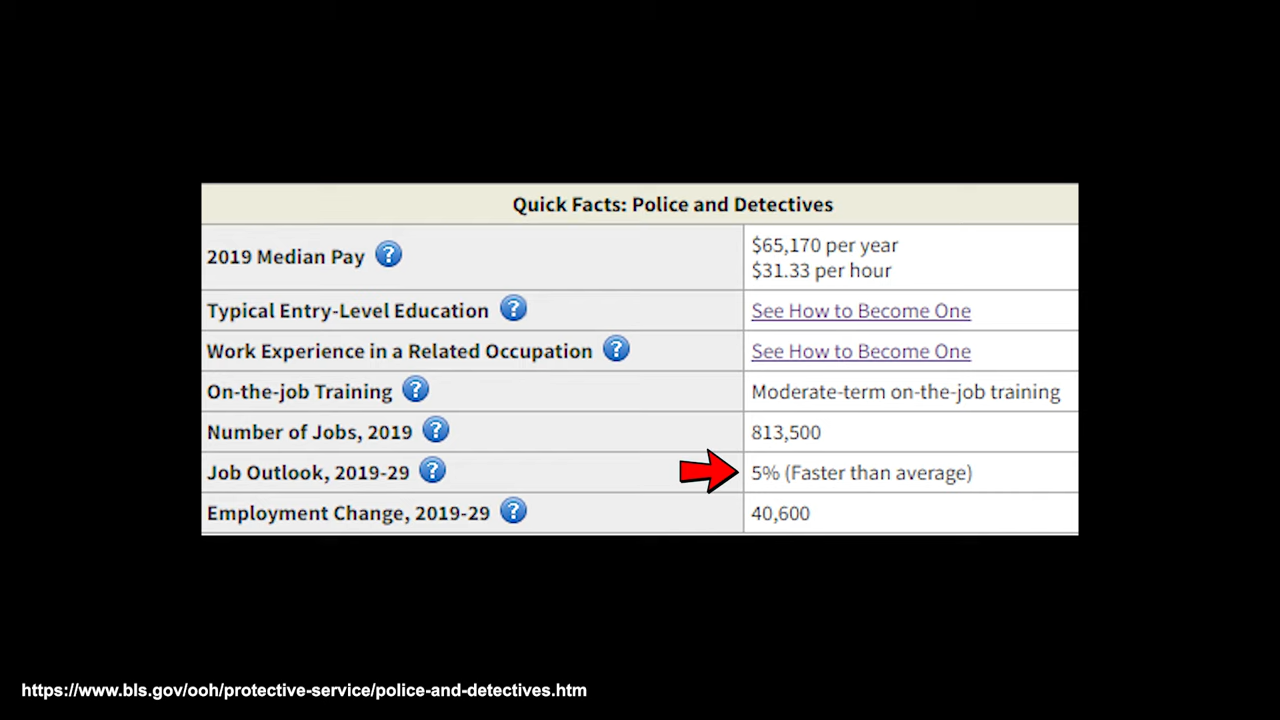 Quick Facts: Police and Detectives
2019 Median Pay ?
$65,170 per year
$31.33 per hour
Typical Entry-Level Education ? See How to Become One
Work Experience in a Related Occupation ? See How to Become One
On-the-job Training ? Moderate-term on-the-job training
Number of Jobs, 2019 ? 813,500
Job Outlook, 2019-29 ? 5% (Faster than average)
Employment Change, 2019-29 ? 40,600
https://www.bls.gov/ooh/protective-service/police-and-detectives.htm